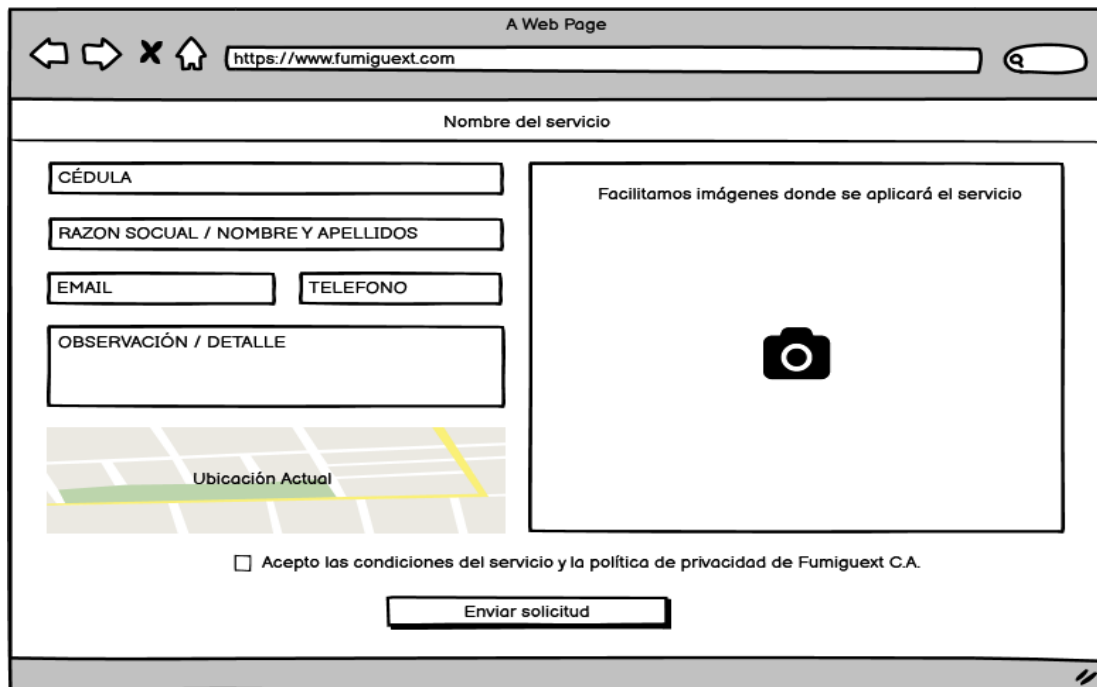 A Web Page
https://www.fumiguext.com
Nombre del servicio
CÉDULA
RAZON SOCUAL / NOMBRE Y APELLIDOS
EMAIL
TELEFONO
OBSERVACIÓN / DETALLE
Ubicación Actual
Facilitamos imágenes donde se aplicará el servicio
Acepto las condiciones del servicio y la política de privacidad de Fumiguext C.A.
Enviar solicitud